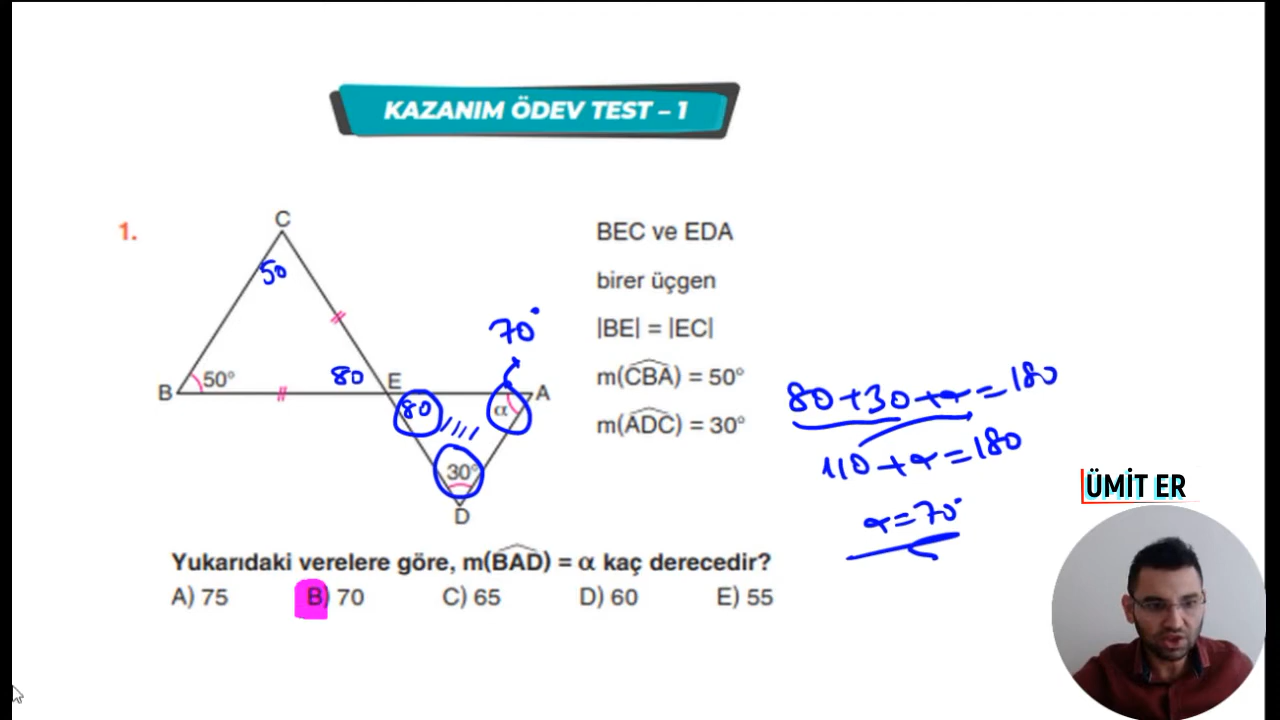 KAZANIM ÖDEV TEST – 1
1.
C
50
B
50°
80
E
80
α
A
70°
30°
D
BEC ve EDA
birer üçgen
|BE| = |EC|
m(CBA) = 50°
m(ADC) = 30°
80+30+α=180
110+α=180
α=70°
ÜMİT ER
Yukarıdaki verelere göre, m(BAD) = α kaç derecedir?
A) 75 B) 70 C) 65 D) 60 E) 55